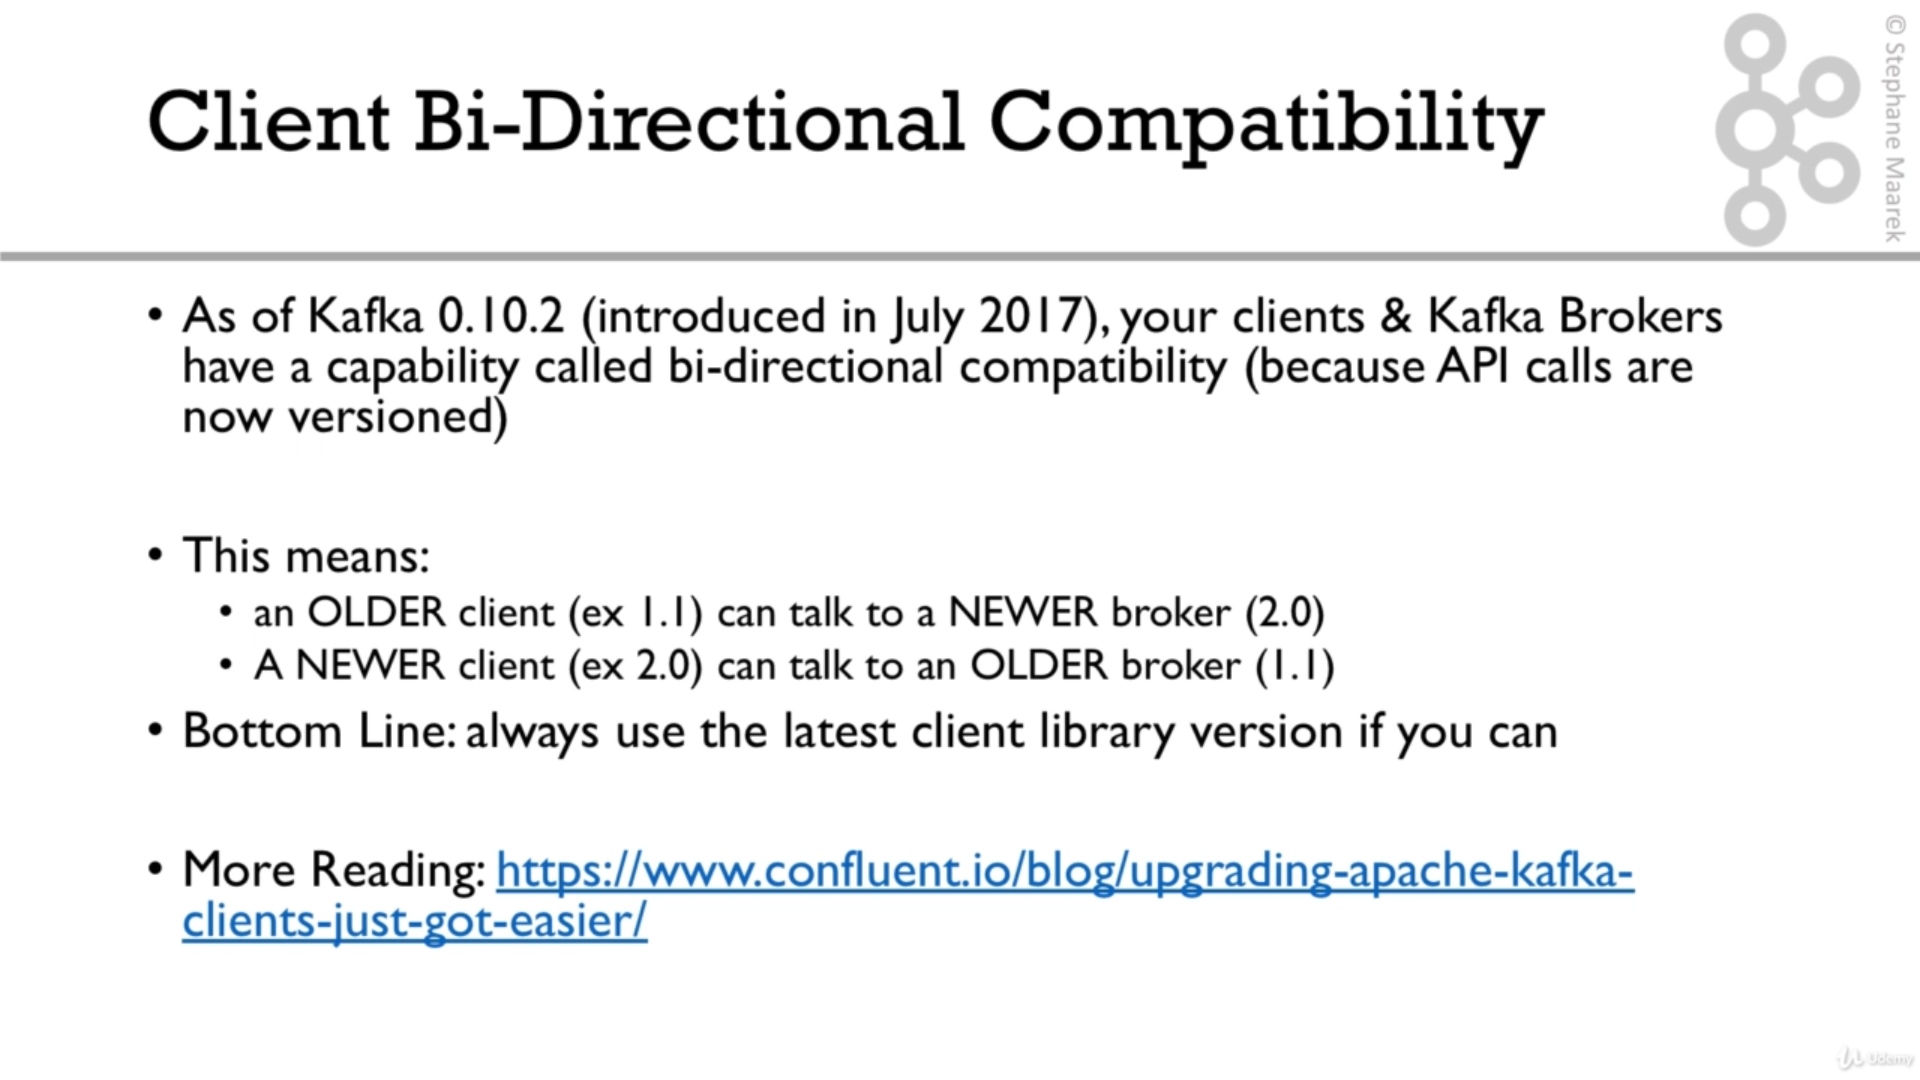 Client Bi-Directional Compatibility
© Stephane Maarek
• As of Kafka 0.10.2 (introduced in July 2017), your clients & Kafka Brokers
have a capability called bi-directional compatibility (because API calls are
now versioned)
• This means:
• an OLDER client (ex 1.1) can talk to a NEWER broker (2.0)
• A NEWER client (ex 2.0) can talk to an OLDER broker (1.1)
• Bottom Line: always use the latest client library version if you can
• More Reading: https://www.confluent.io/blog/upgrading-apache-kafka-
clients-just-got-easier/
Udemy